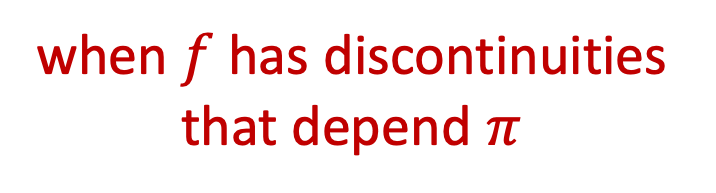 when 𝑓 has discontinuities
that depend 𝜋